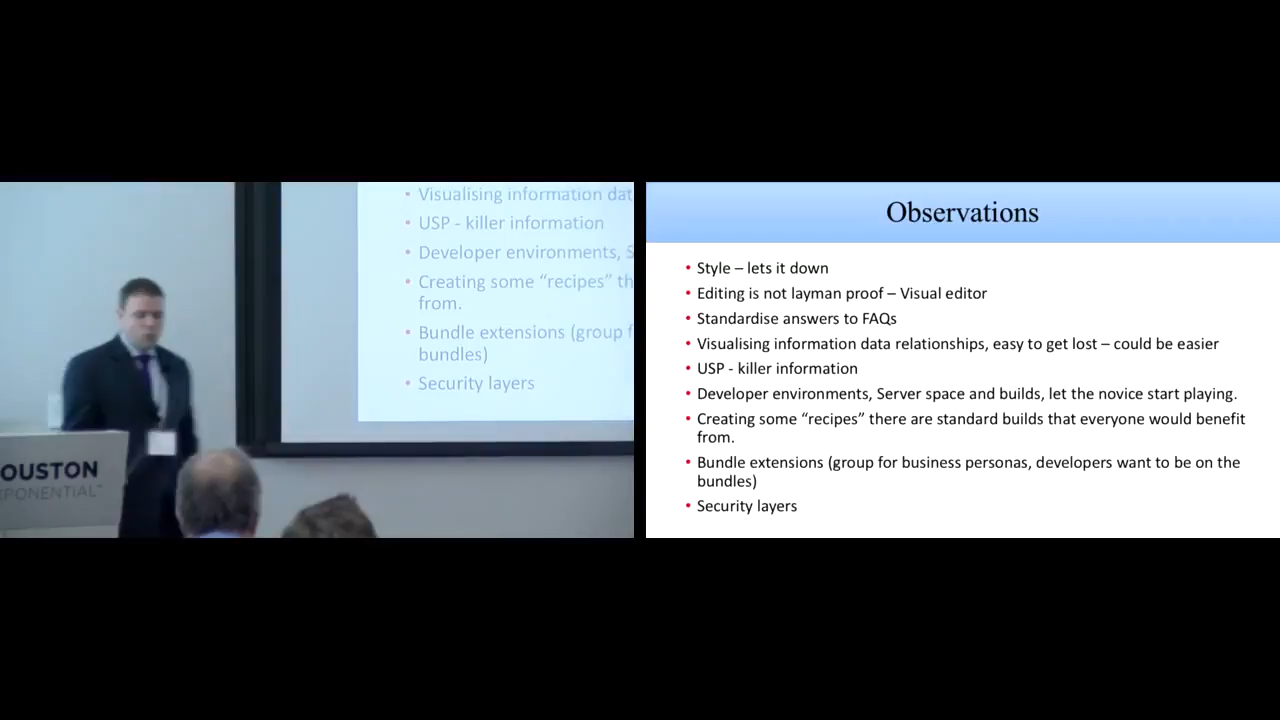 Visualising information dat
USP - killer information
Developer environments, S
Creating some “recipes” th
from.
Bundle extensions (group f
bundles)
Security layers
OUSTON
XPONENTIAL
Observations
• Style – lets it down
• Editing is not layman proof – Visual editor
• Standardise answers to FAQs
• Visualising information data relationships, easy to get lost – could be easier
• USP - killer information
• Developer environments, Server space and builds, let the novice start playing.
• Creating some “recipes” there are standard builds that everyone would benefit
from.
• Bundle extensions (group for business personas, developers want to be on the
bundles)
• Security layers